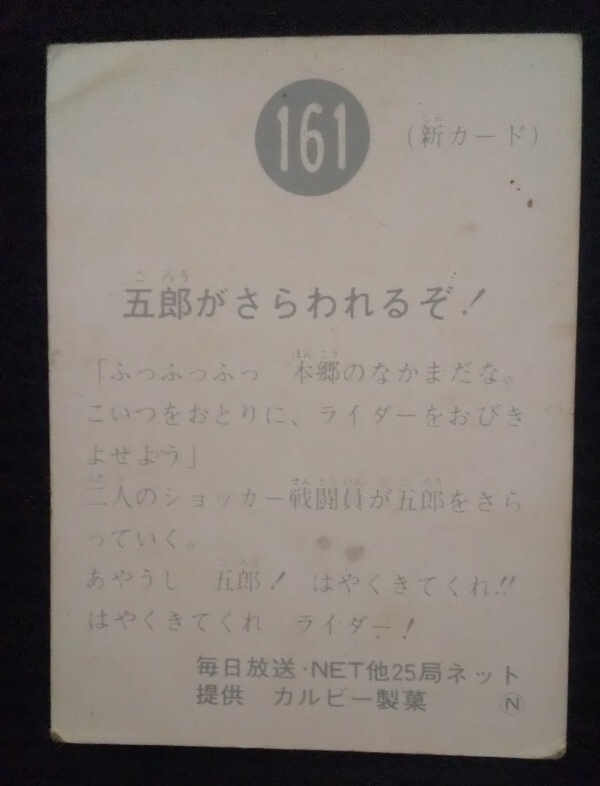 161
(新カード)
五郎がさらわれるぞ!
「ふっふっふっ 本郷のなかまだな。
こいつをおとりに、ライダーをおびき
よせよう」
二人のショッカー戦闘員が五郎をさら
っていく。
あやうし 五郎! はやくきてくれ!!
はやくきてくれ ライダー!
毎日放送・NET他25局ネット
提供 カルビー製菓 Ⓝ